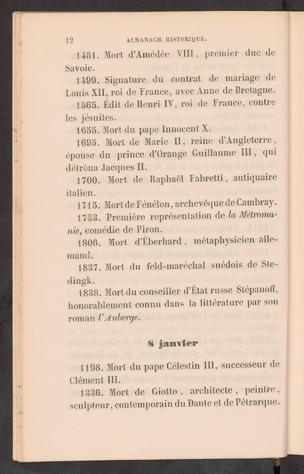 12 ALMANACH HISTORIQUE.
1451. Mort d'Amédée VIII, premier duc de
Savoie.
1499. Signature du contrat de mariage de
Louis XII, roi de France, avec Anne de Bretagne.
1565. Édit de Henri IV, roi de France, contre
les jésuites.
1655. Mort du pape Innocent X.
1695. Mort de Marie II, reine d'Angleterre,
épouse du prince d'Orange Guillaume III, qui
détrôna Jacques II.
1700. Mort de Raphaël Fabretti, antiquaire
italien.
1715. Mort de Fénélon, archevêque de Cambray.
1733. Première représentation de la Métroma-
nie, comédie de Piron.
1806. Mort d'Éberhard, métaphysicien alle-
mand.
1837. Mort du feld-maréchal suédois de Ste-
dingk.
1838. Mort du conseiller d'État russe Stépanoff,
honorablement connu dans la littérature par son
roman l'Auberge.
8 janvier
1198. Mort du pape Célestin III, successeur de
Clément III.
1336. Mort de Giotto, architecte, peintre,
sculpteur, contemporain du Dante et de Pétrarque.